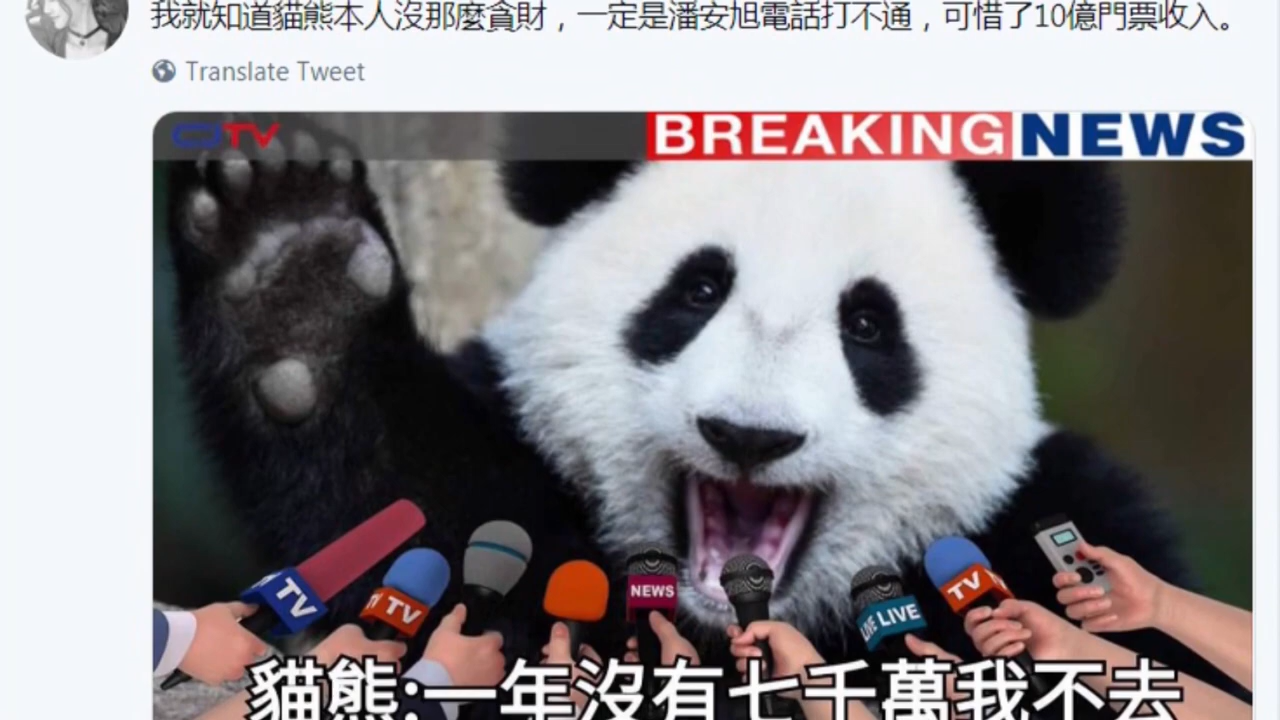 我就知道貓熊本人沒那麼貪財，一定是潘安旭電話打不通，可惜了10億門票收入。
Translate Tweet
TV
BREAKING NEWS
TV
TV
NEWS
LIVE LIVE
TV
貓熊:一年沒有七千萬我不去